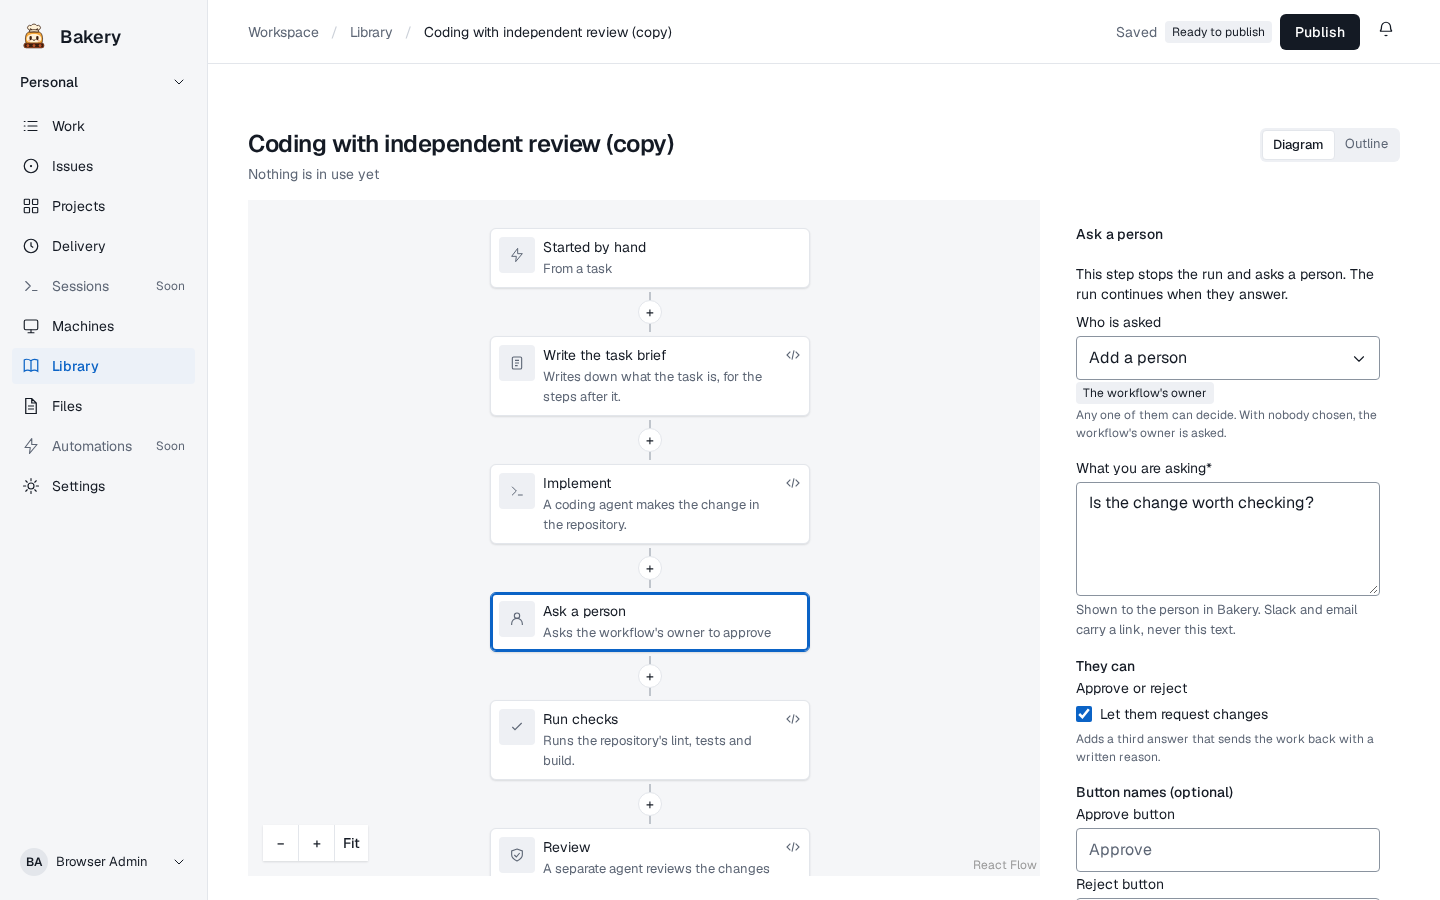 Bakery
Personal
Work
Issues
Projects
Delivery
Sessions Soon
Machines
Library
Files
Automations Soon
Settings
BA Browser Admin
Workspace / Library / Coding with independent review (copy)
Saved Ready to publish Publish
Coding with independent review (copy)
Nothing is in use yet
Diagram Outline
Started by hand
From a task
+
Write the task brief
Writes down what the task is, for the
steps after it.
+
Implement
A coding agent makes the change in
the repository.
+
Ask a person
Asks the workflow's owner to approve
+
Run checks
Runs the repository's lint, tests and
build.
+
Review
A separate agent reviews the changes
− + Fit
React Flow
Ask a person
This step stops the run and asks a person. The
run continues when they answer.
Who is asked
Add a person
The workflow's owner
Any one of them can decide. With nobody chosen, the
workflow's owner is asked.
What you are asking*
Is the change worth checking?
Shown to the person in Bakery. Slack and email
carry a link, never this text.
They can
Approve or reject
Let them request changes
Adds a third answer that sends the work back with a
written reason.
Button names (optional)
Approve button
Approve
Reject button